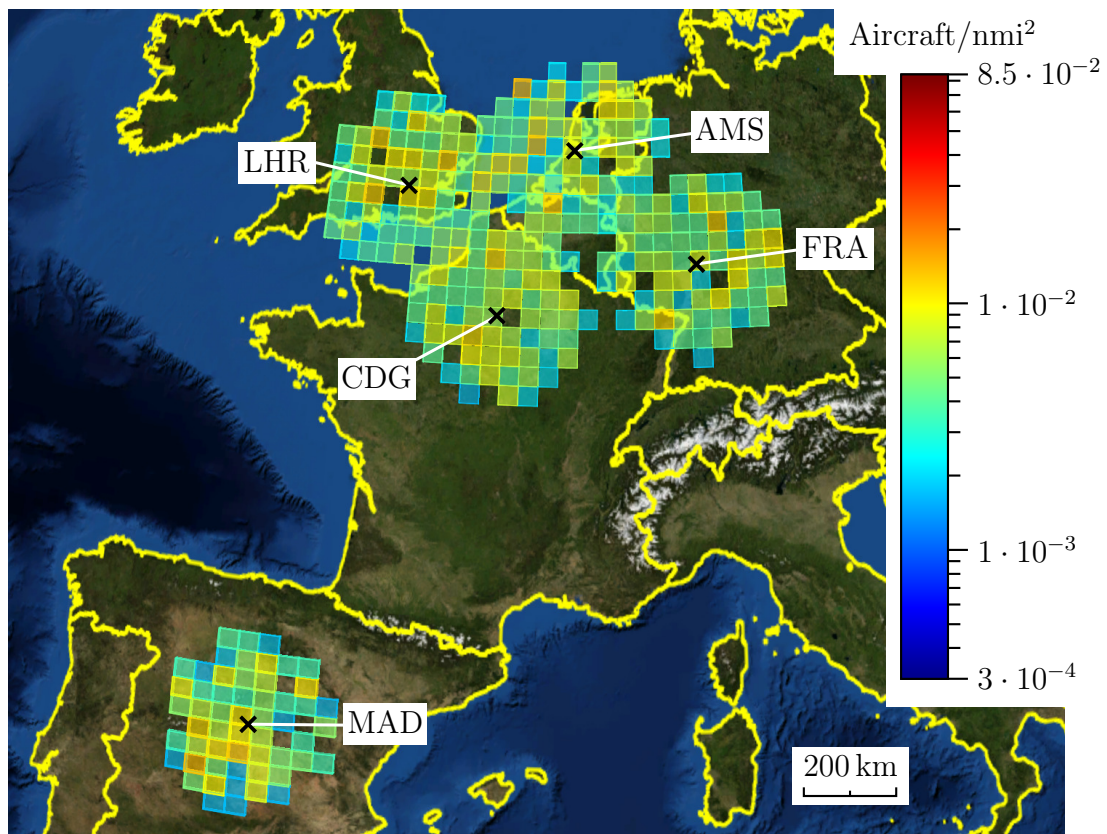 Aircraft/nmi²
8.5 · 10⁻²
AMS
LHR
FRA
1 · 10⁻²
CDG
1 · 10⁻³
3 · 10⁻⁴
MAD
200 km